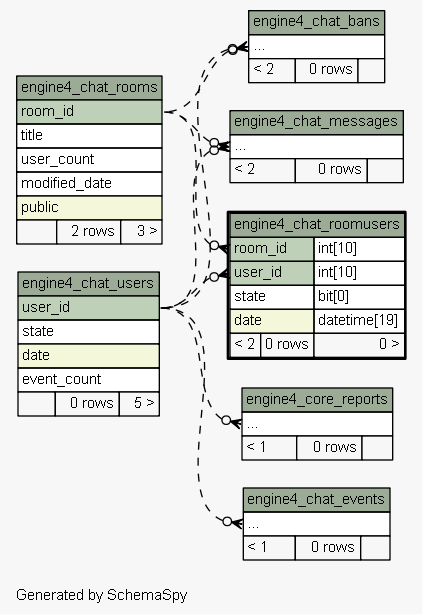 engine4_chat_bans
...
< 2 0 rows
engine4_chat_rooms
room_id
title
user_count
modified_date
public
2 rows 3 >
engine4_chat_messages
...
< 2 0 rows
engine4_chat_roomusers
room_id int[10]
user_id int[10]
state bit[0]
date datetime[19]
< 2 0 rows 0 >
engine4_chat_users
user_id
state
date
event_count
0 rows 5 >
engine4_core_reports
...
< 1 0 rows
engine4_chat_events
...
< 1 0 rows
Generated by SchemaSpy